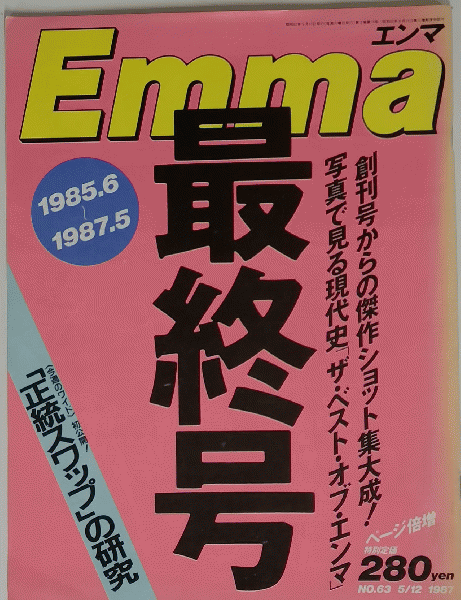 エンマ
Emma
1985.6
〜
1987.5
最終号
創刊号からの傑作ショット集大成!
写真で見る現代史「ザ・ベスト・オブ・エンマ」
〈今週のワイド〉初公開!
「正統スワップ」の研究
ページ倍増
特別定価
280yen
NO.63 5/12 1987